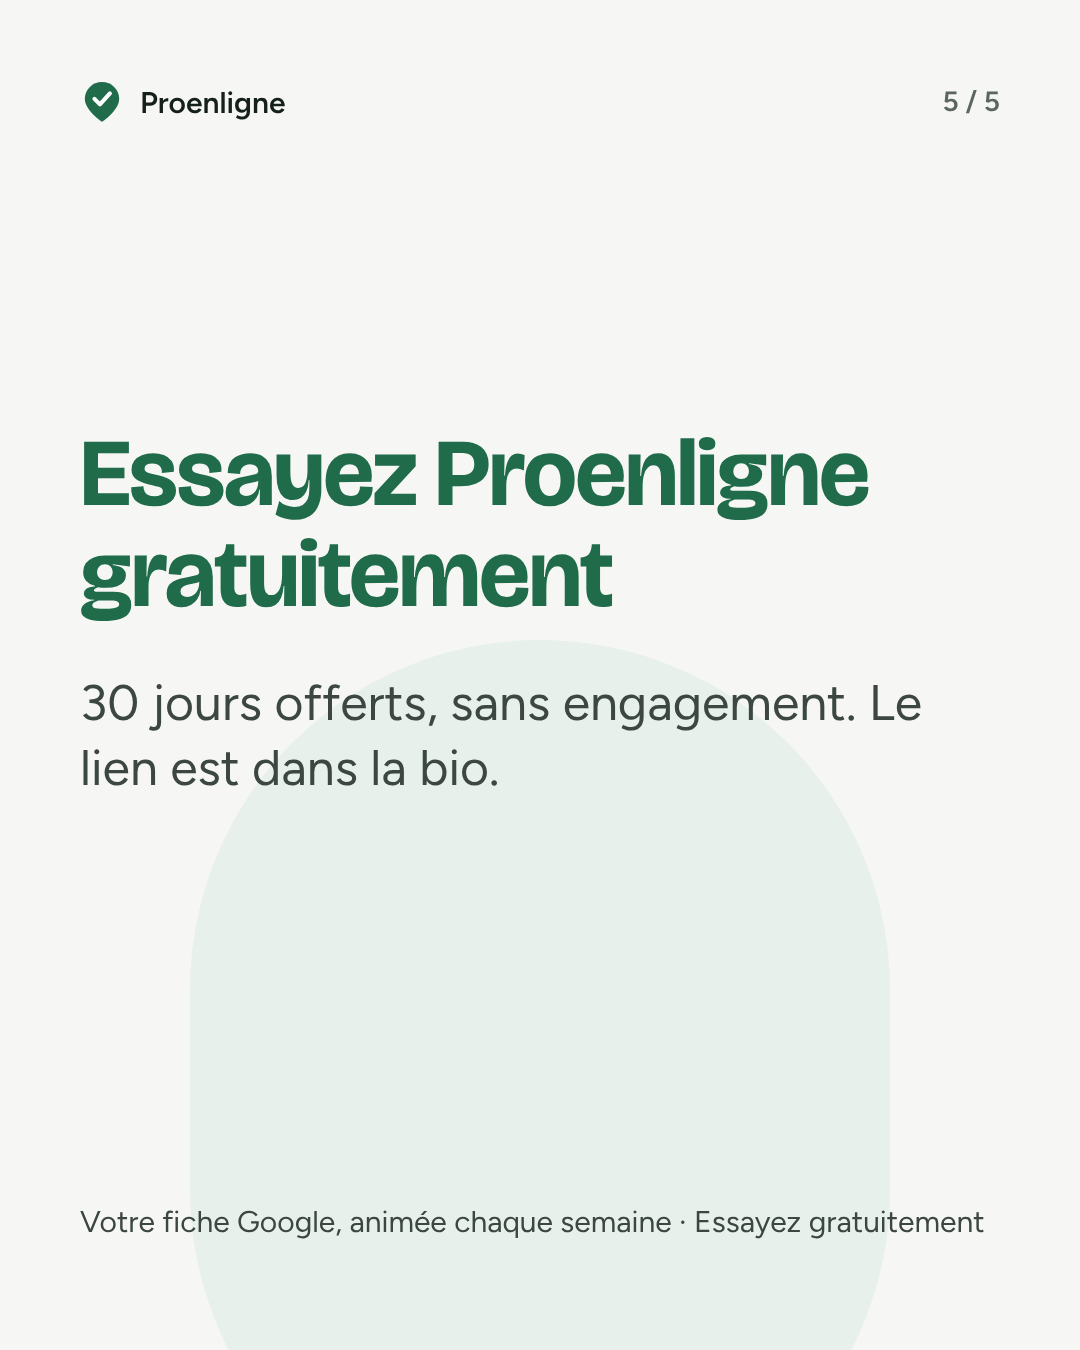 Proenligne
5 / 5
Essayez Proenligne
gratuitement
30 jours offerts, sans engagement. Le
lien est dans la bio.
Votre fiche Google, animée chaque semaine · Essayez gratuitement